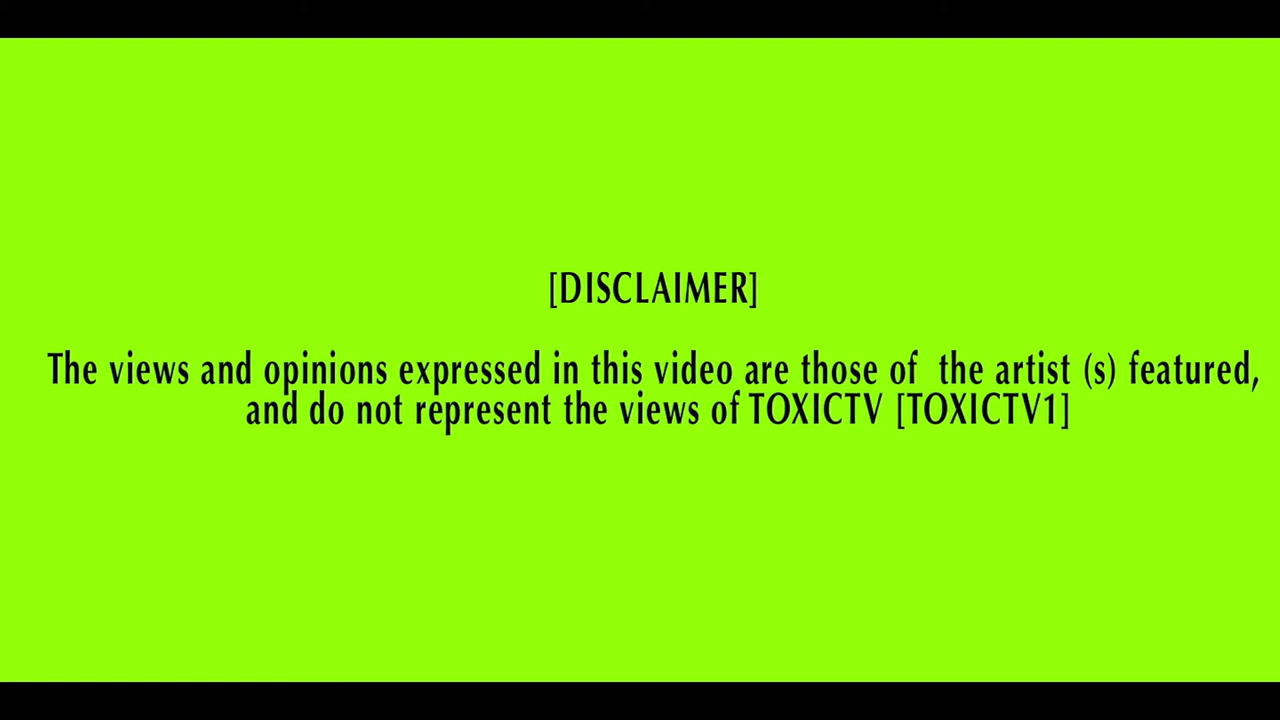 [DISCLAIMER]
The views and opinions expressed in this video are those of  the artist (s) featured,
and do not represent the views of TOXICTV [TOXICTV1]